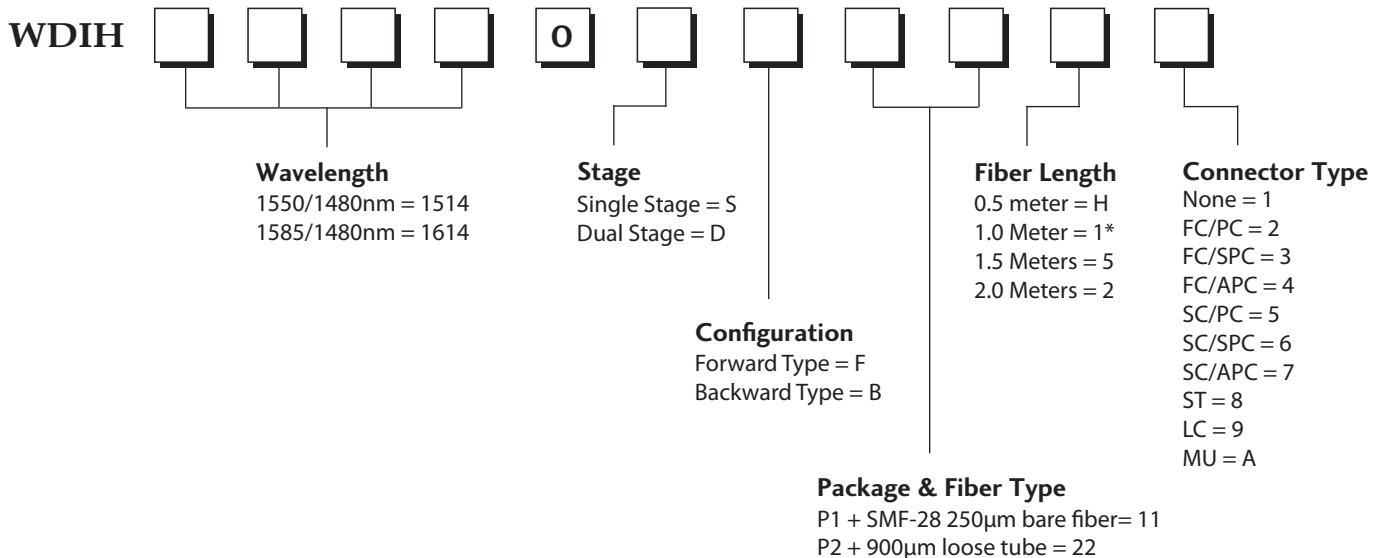 WDIH 0
Wavelength
1550/1480nm = 1514
1585/1480nm = 1614
Stage
Single Stage = S
Dual Stage = D
Configuration
Forward Type = F
Backward Type = B
Package & Fiber Type
P1 + SMF-28 250µm bare fiber= 11
P2 + 900µm loose tube = 22
Fiber Length
0.5 meter = H
1.0 Meter = 1*
1.5 Meters = 5
2.0 Meters = 2
Connector Type
None = 1
FC/PC = 2
FC/SPC = 3
FC/APC = 4
SC/PC = 5
SC/SPC = 6
SC/APC = 7
ST = 8
LC = 9
MU = A